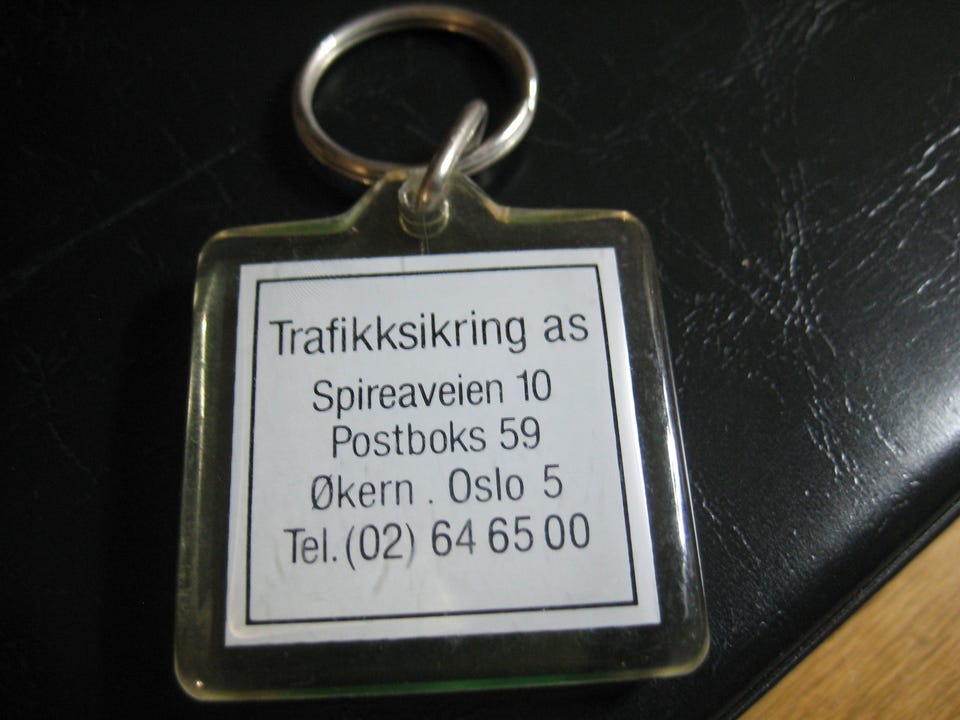 Trafikksikring as
Spireaveien 10
Postboks 59
Økern . Oslo 5
Tel. (02) 64 65 00